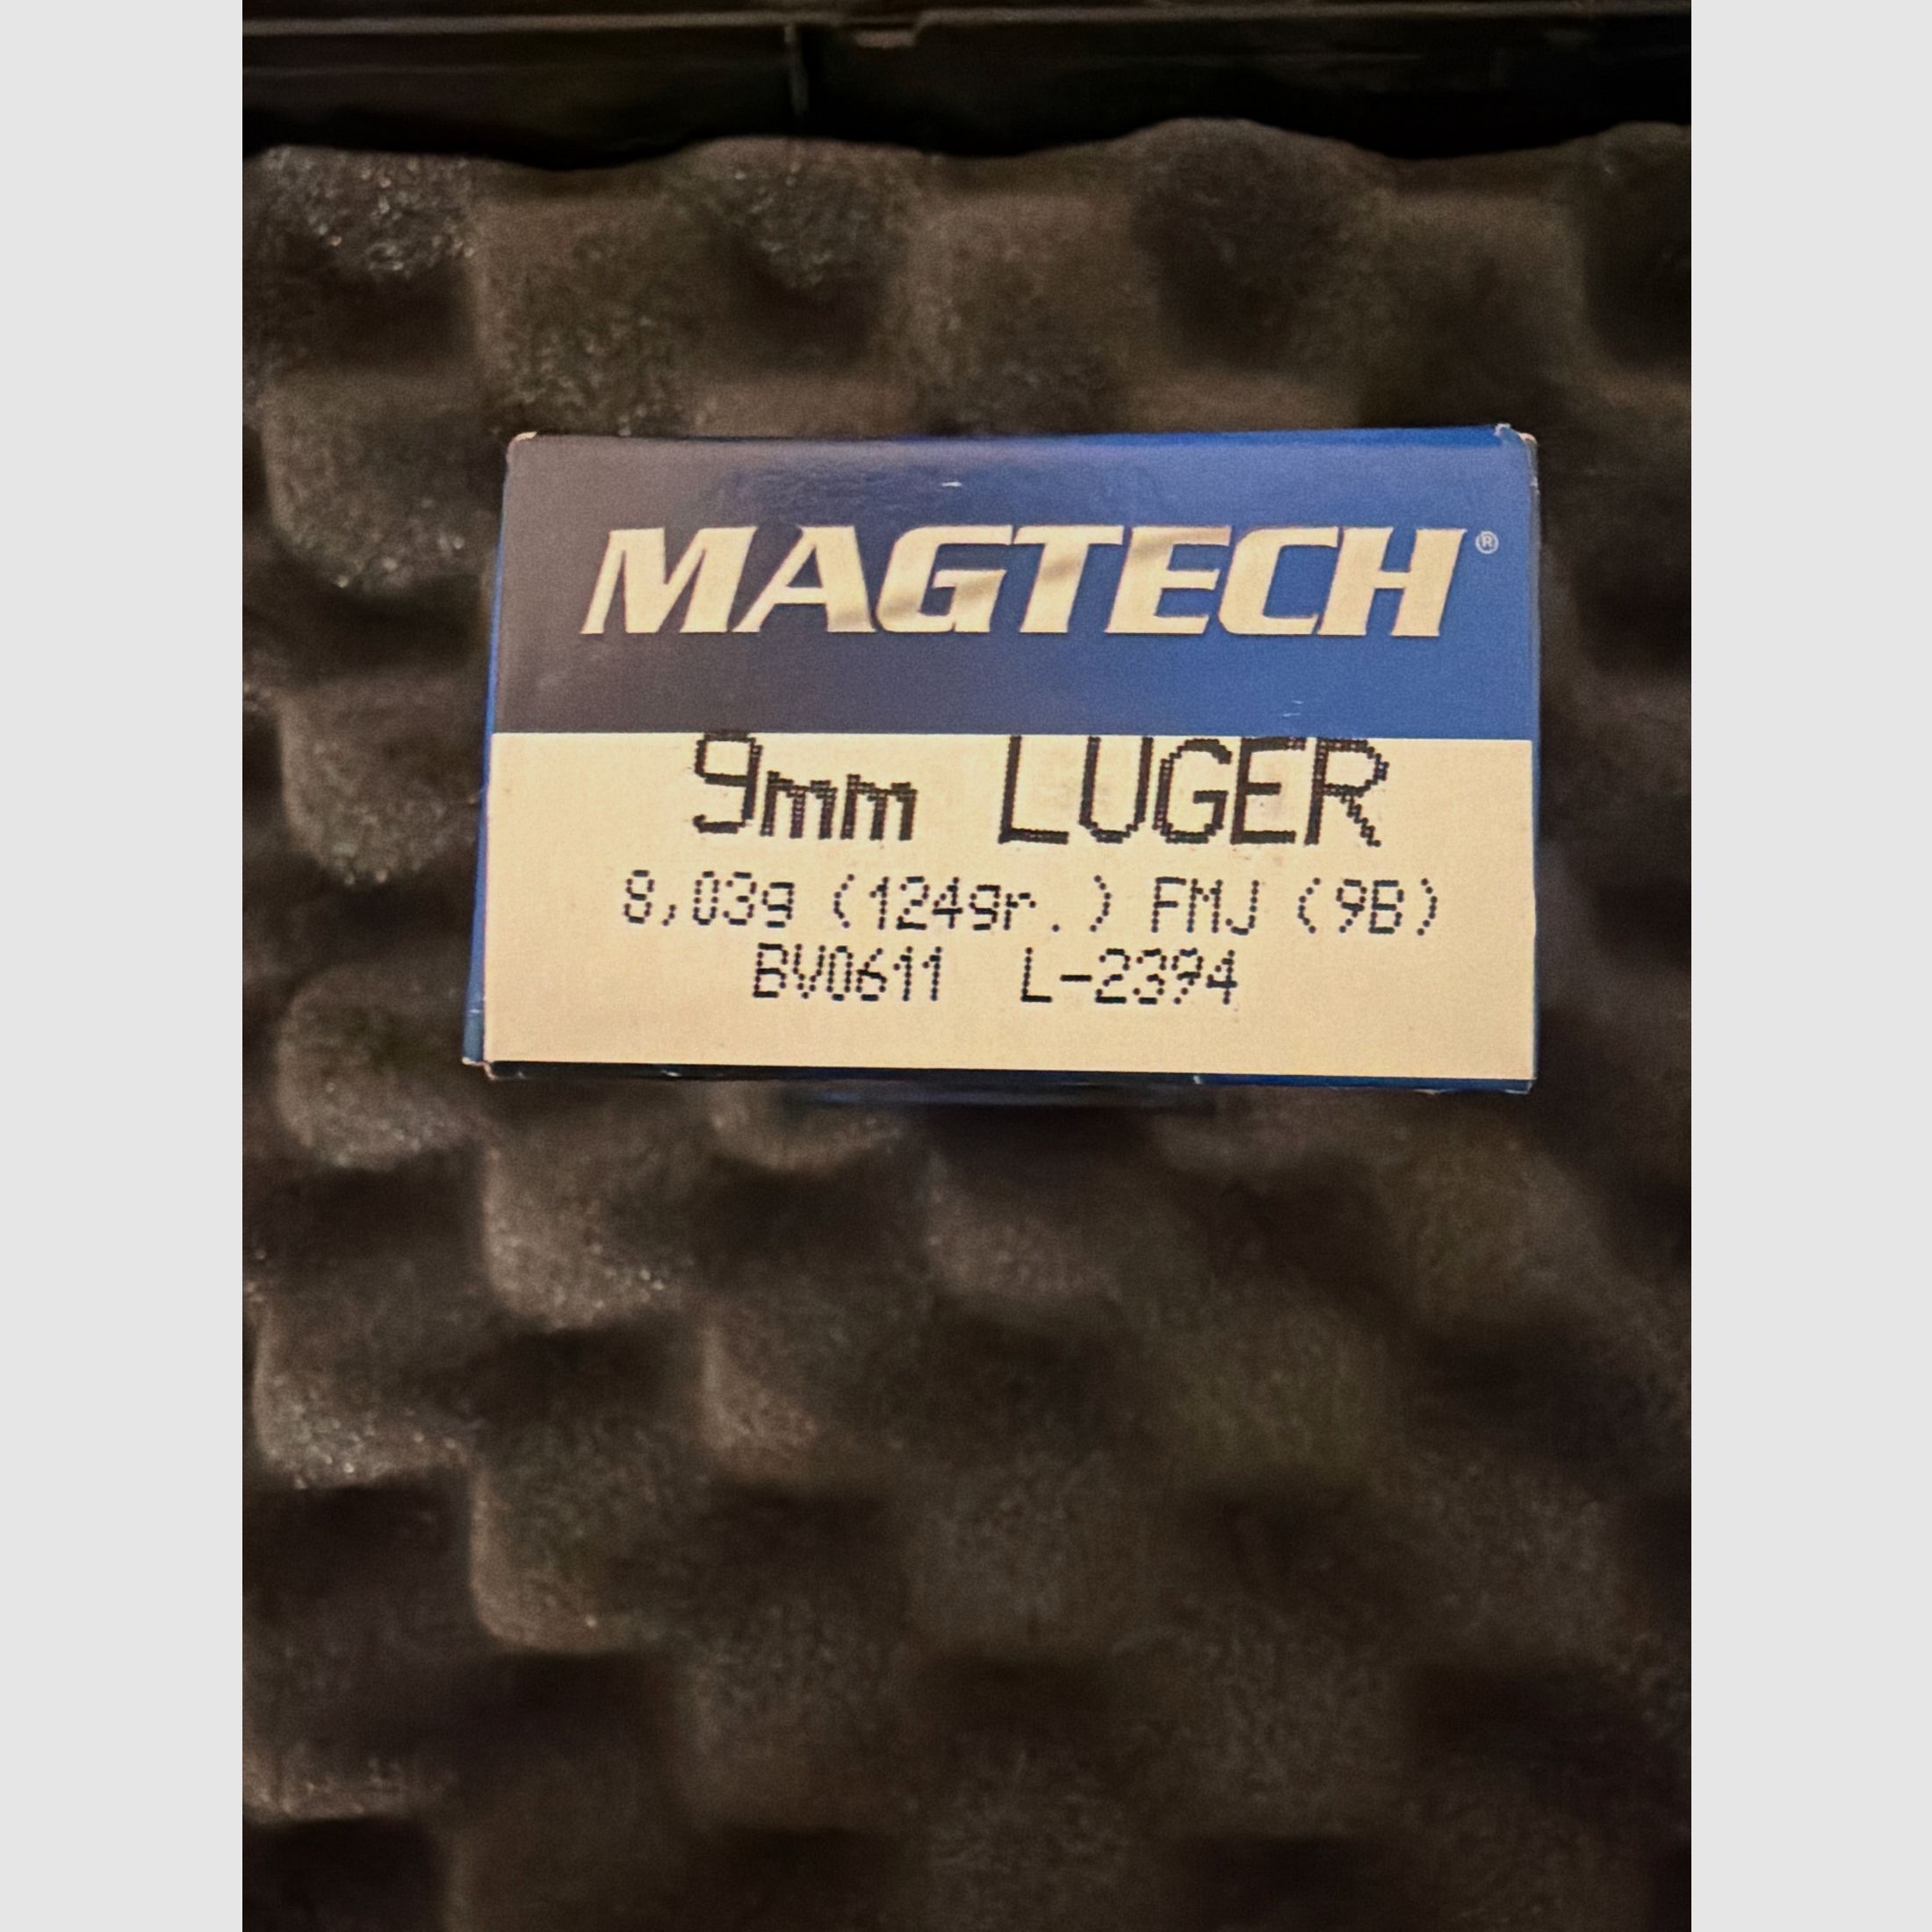 MAGTECH®
9mm LUGER
8,03g (124gr.) FMJ (9B)
BV0611 L-2394